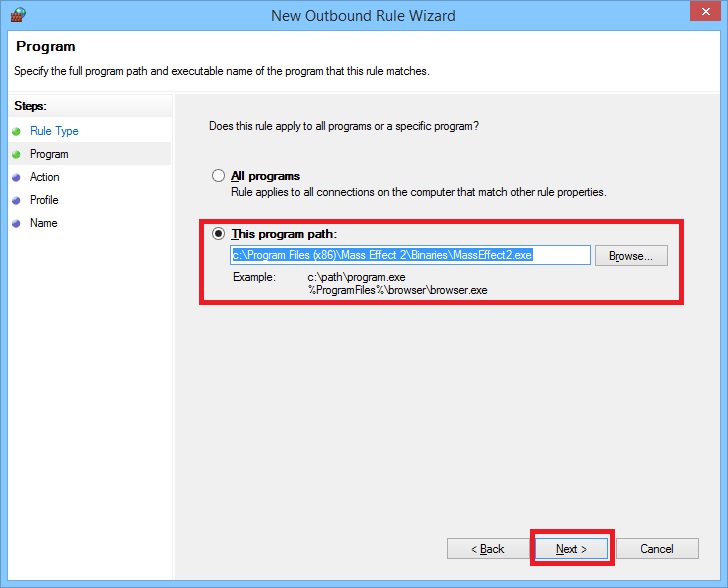 New Outbound Rule Wizard
Program
Specify the full program path and executable name of the program that this rule matches.
Steps:
Rule Type
Program
Action
Profile
Name
Does this rule apply to all programs or a specific program?
All programs
Rule applies to all connections on the computer that match other rule properties.
This program path:
c:\Program Files (x86)\Mass Effect 2\Binaries\MassEffect2.exe
Browse...
Example: c:\path\program.exe
%ProgramFiles%\browser\browser.exe
< Back Next > Cancel